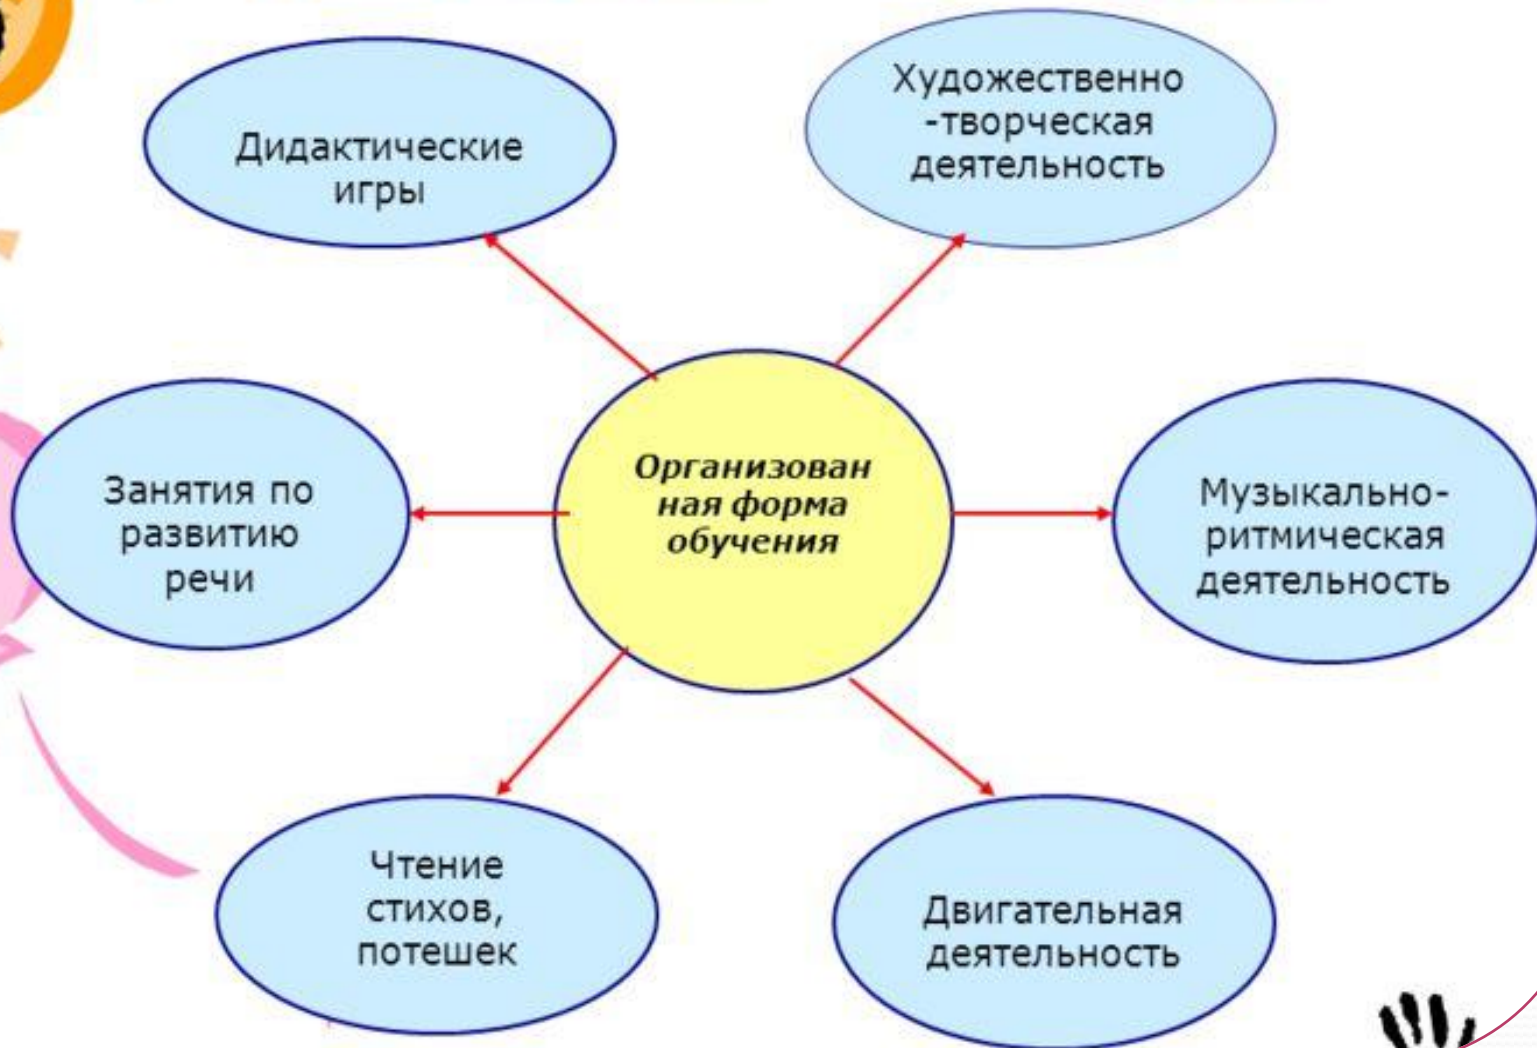 Дидактические
игры
Художественно
-творческая
деятельность
Занятия по
развитию
речи
Организован
ная форма
обучения
Музыкально-
ритмическая
деятельность
Чтение
стихов,
потешек
Двигательная
деятельность